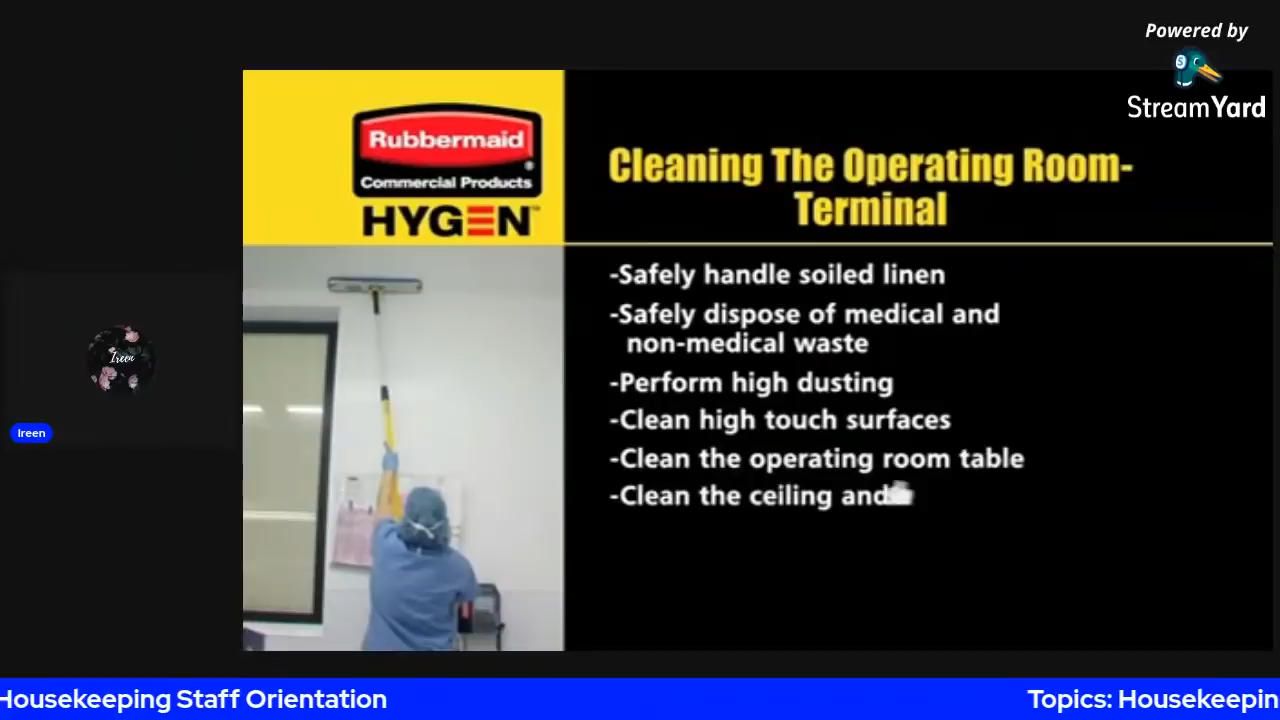 Powered by
StreamYard
Rubbermaid
®
Commercial Products
HYGEN™
Cleaning The Operating Room-
Terminal
-Safely handle soiled linen
-Safely dispose of medical and
non-medical waste
-Perform high dusting
-Clean high touch surfaces
-Clean the operating room table
-Clean the ceiling and
Ireen
Ireen
Housekeeping Staff Orientation
Topics: Housekeepin